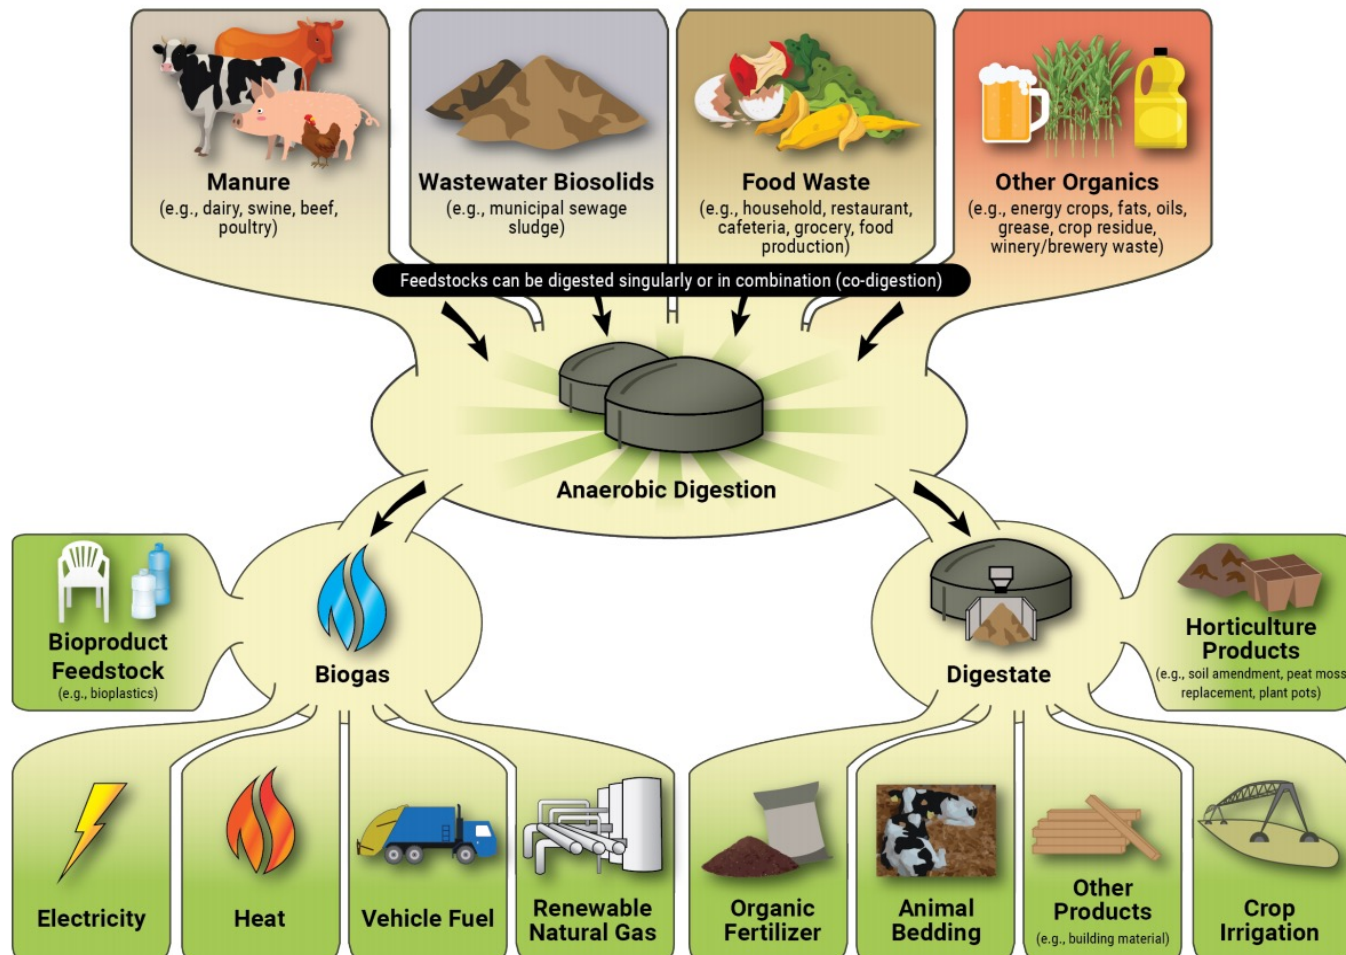 Manure
(e.g., dairy, swine, beef,
poultry)
Wastewater Biosolids
(e.g., municipal sewage
sludge)
Food Waste
(e.g., household, restaurant,
cafeteria, grocery, food
production)
Other Organics
(e.g., energy crops, fats, oils,
grease, crop residue,
winery/brewery waste)
Feedstocks can be digested singularly or in combination (co-digestion)
Anaerobic Digestion
Bioproduct
Feedstock
(e.g., bioplastics)
Biogas
Digestate
Horticulture
Products
(e.g., soil amendment, peat moss
replacement, plant pots)
Electricity
Heat
Vehicle Fuel
Renewable
Natural Gas
Organic
Fertilizer
Animal
Bedding
Other
Products
(e.g., building material)
Crop
Irrigation